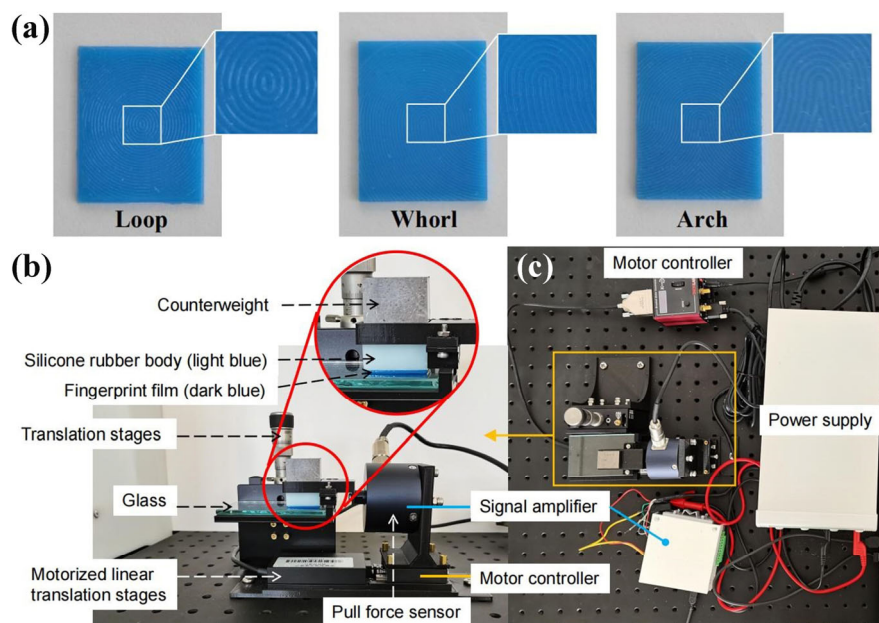 (a)
Loop
Whorl
Arch
(b)
Counterweight
Silicone rubber body (light blue)
Fingerprint film (dark blue)
Translation stages
Glass
Motorized linear
translation stages
Pull force sensor
Signal amplifier
Motor controller
(c)
Motor controller
Power supply